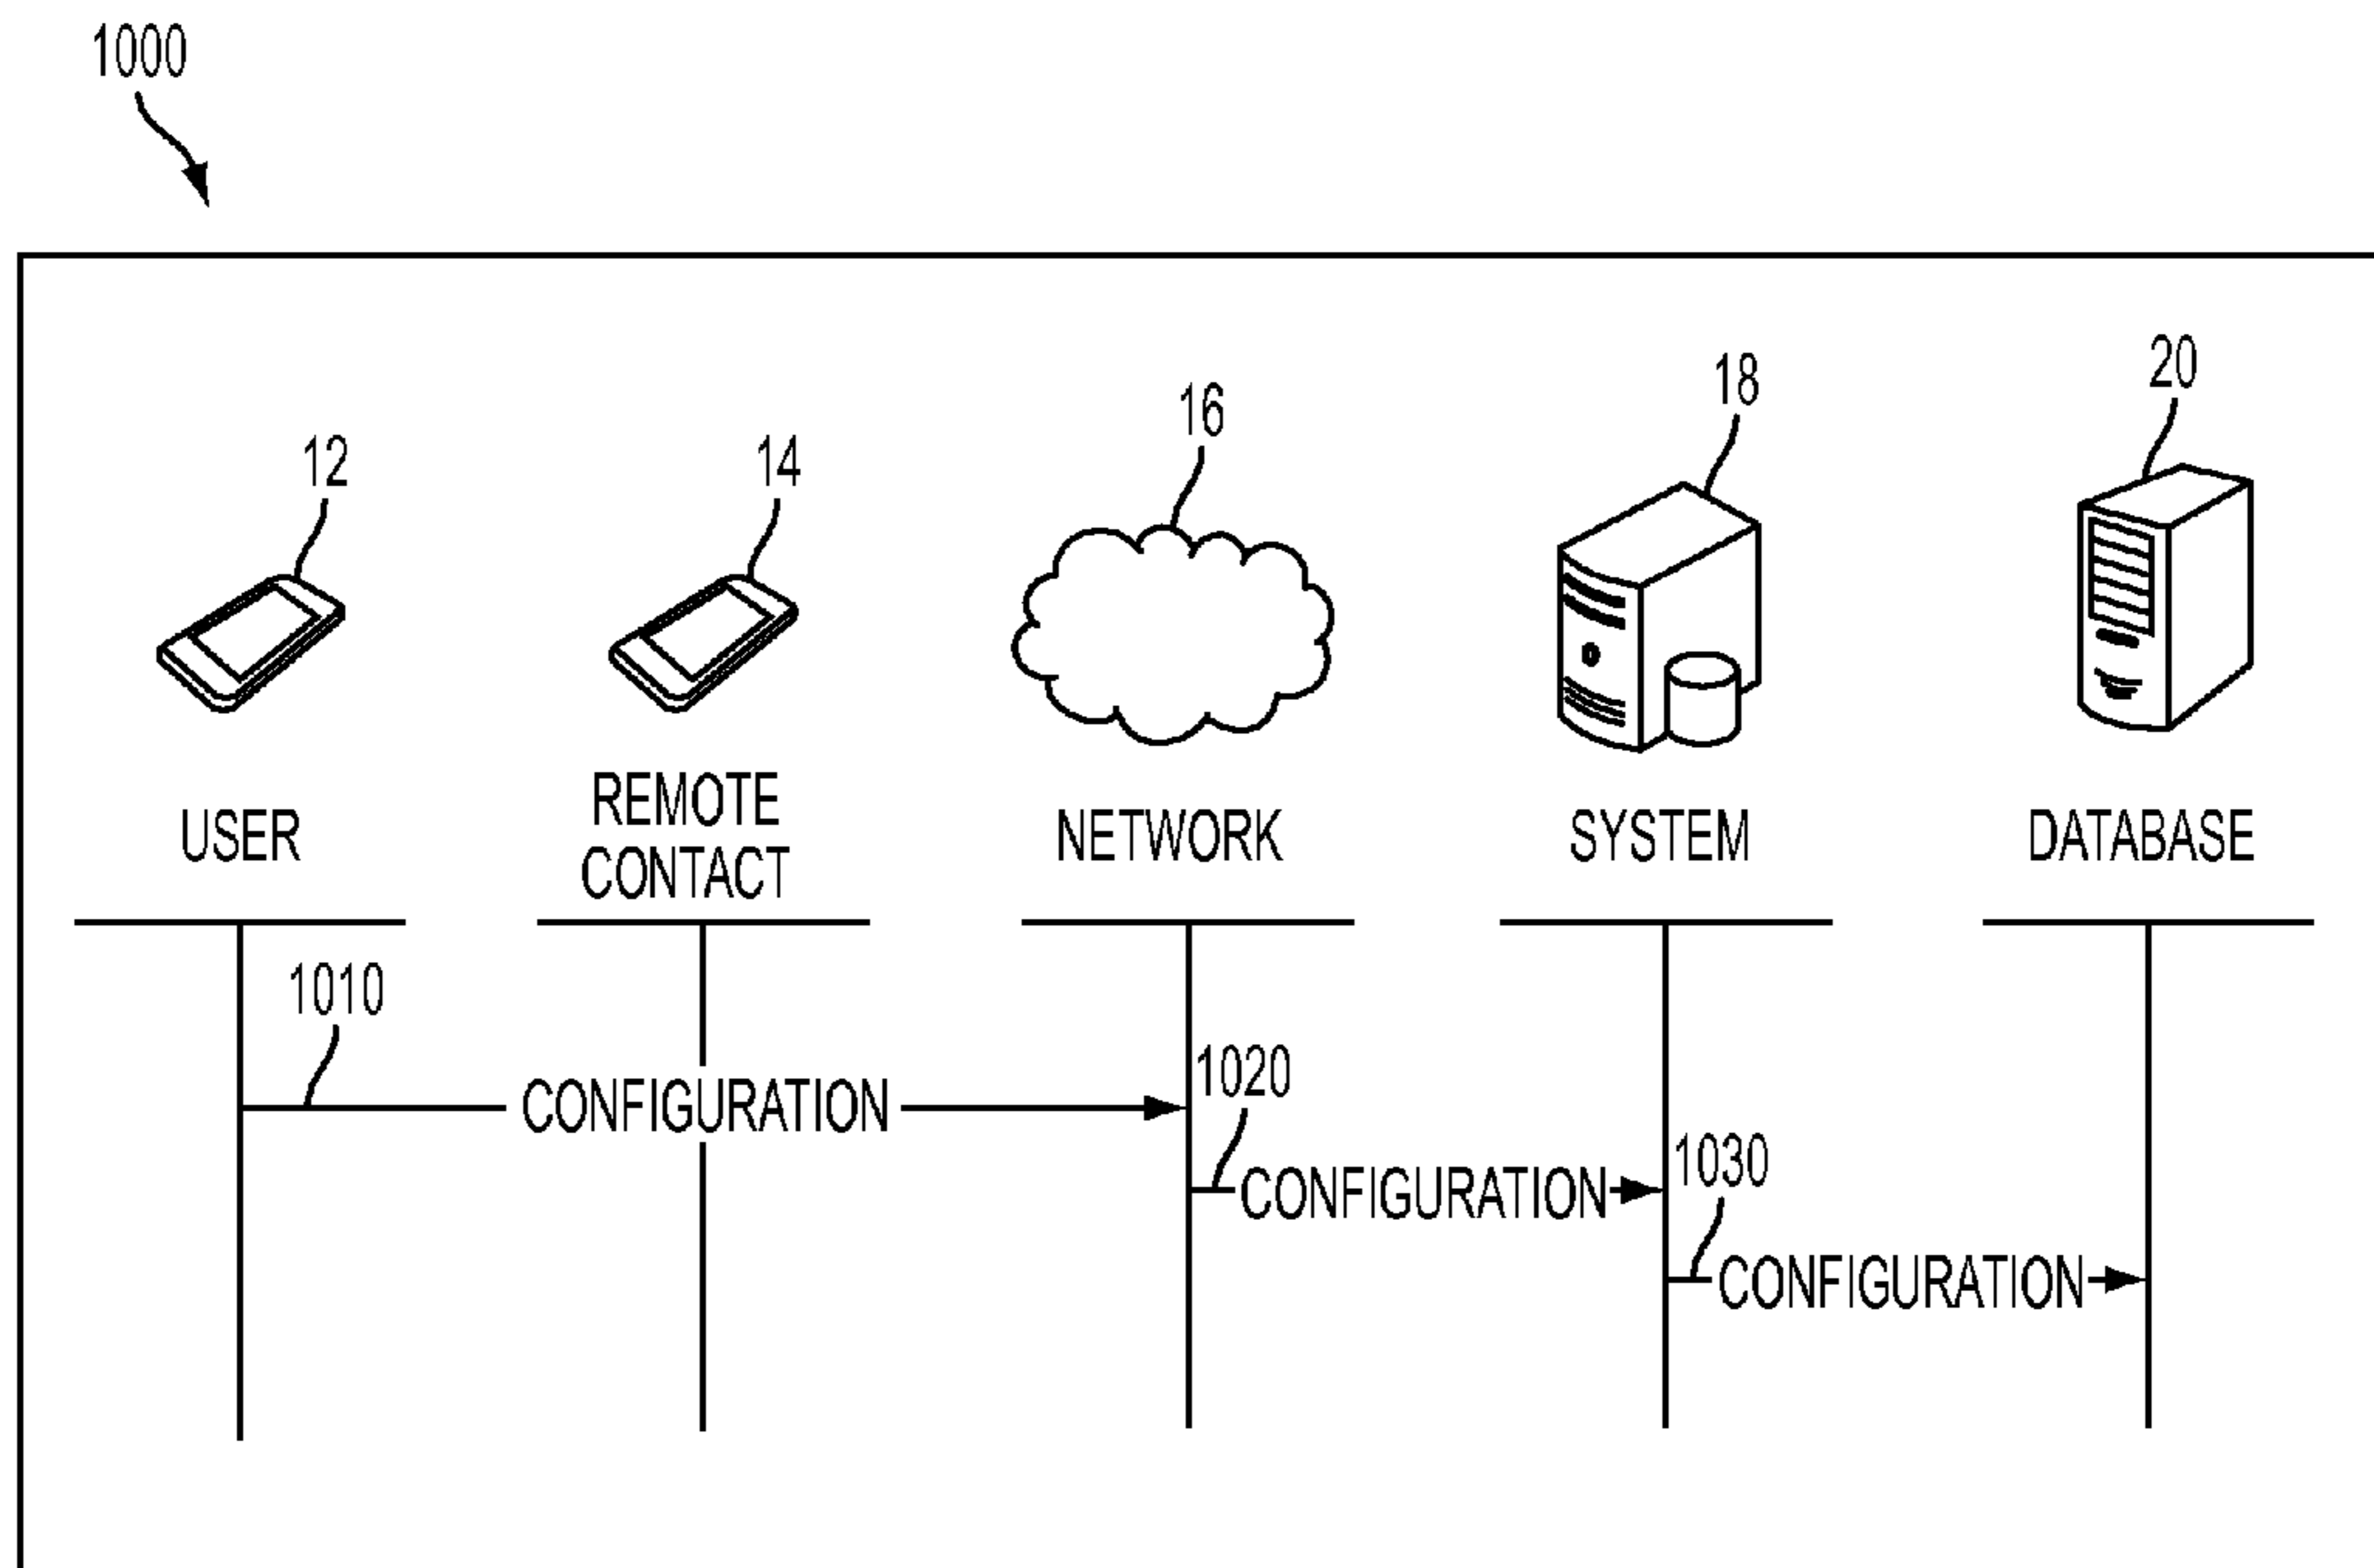 1000
12
14
16
18
20
USER
REMOTE
CONTACT
NETWORK
SYSTEM
DATABASE
1010
CONFIGURATION
1020
CONFIGURATION
1030
CONFIGURATION